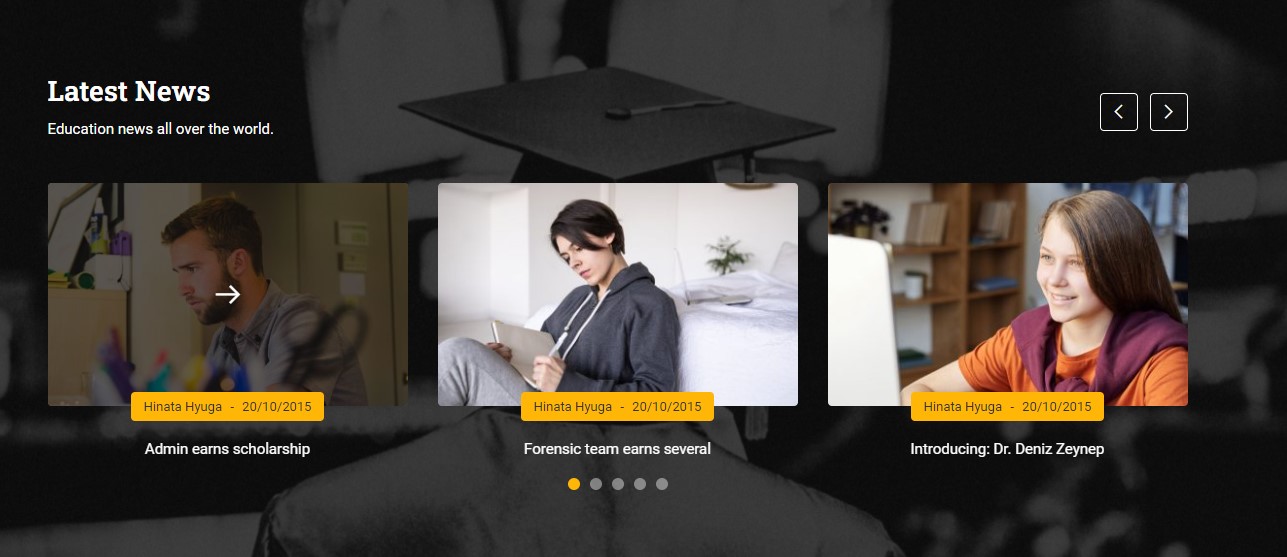 Latest News
Education news all over the world.
Hinata Hyuga - 20/10/2015
Hinata Hyuga - 20/10/2015
Hinata Hyuga - 20/10/2015
Admin earns scholarship
Forensic team earns several
Introducing: Dr. Deniz Zeynep